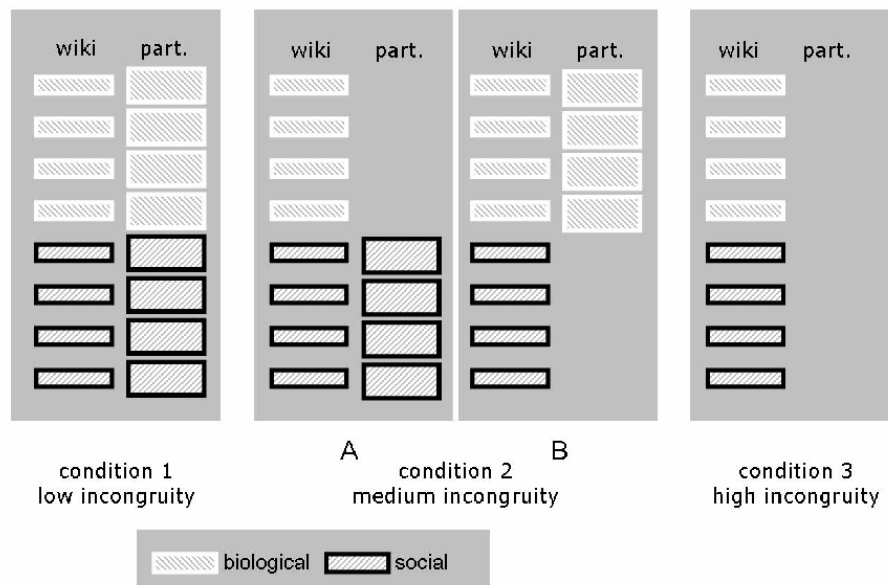 wiki part. wiki part. wiki part. wiki part.
A B
condition 1 condition 2 condition 3
low incongruity medium incongruity high incongruity
biological social